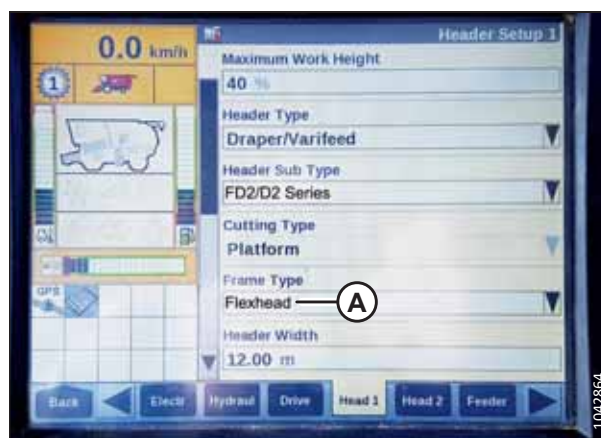 0.0 km/h
Header Setup 1
1
Maximum Work Height
40 %
Header Type
Draper/Varifeed
Header Sub Type
FD2/D2 Series
Cutting Type
Platform
Frame Type
Flexhead
A
GPS
Header Width
12.00 m
Back
Electr
Hydraul
Drive
Head 1
Head 2
Feeder
1042864